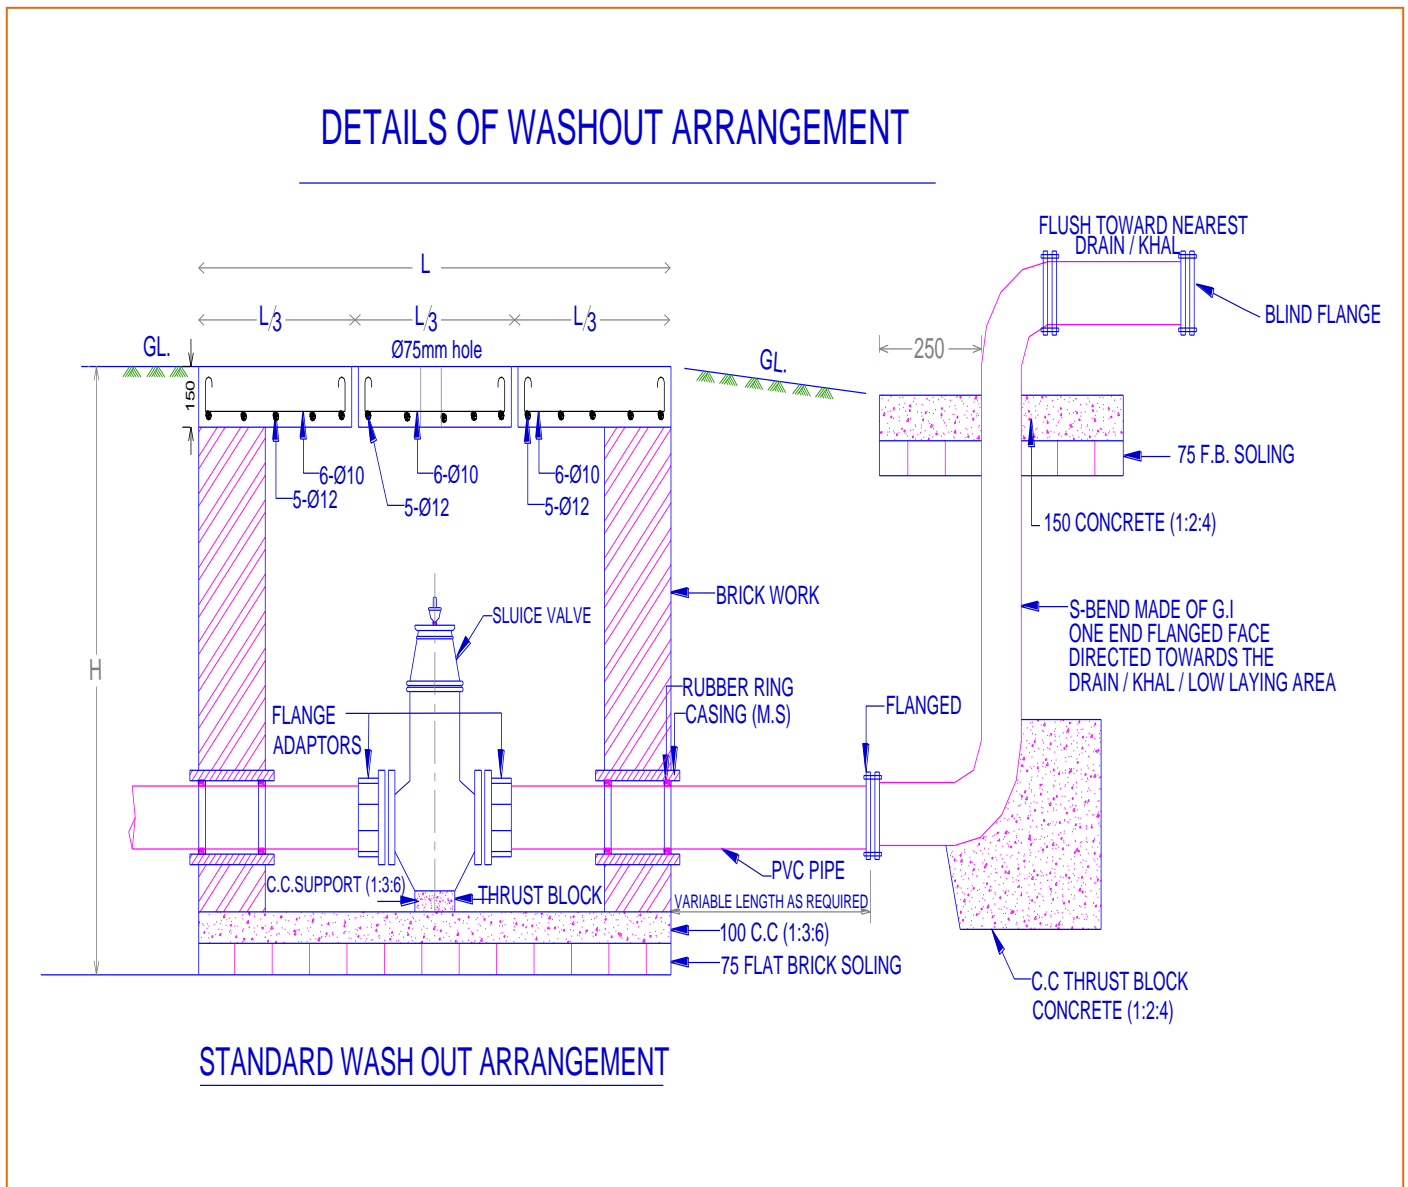 DETAILS OF WASHOUT ARRANGEMENT
FLUSH TOWARD NEAREST
DRAIN / KHAL
BLIND FLANGE
L
L/3
L/3
L/3
250
GL.
Ø75mm hole
GL.
150
6-Ø10
5-Ø12
6-Ø10
5-Ø12
6-Ø10
5-Ø12
75 F.B. SOLING
150 CONCRETE (1:2:4)
BRICK WORK
SLUICE VALVE
S-BEND MADE OF G.I
ONE END FLANGED FACE
DIRECTED TOWARDS THE
DRAIN / KHAL / LOW LAYING AREA
H
RUBBER RING
CASING (M.S)
FLANGE
ADAPTORS
FLANGED
PVC PIPE
C.C.SUPPORT (1:3:6)
THRUST BLOCK
VARIABLE LENGTH AS REQUIRED
100 C.C (1:3:6)
75 FLAT BRICK SOLING
C.C THRUST BLOCK
CONCRETE (1:2:4)
STANDARD WASH OUT ARRANGEMENT